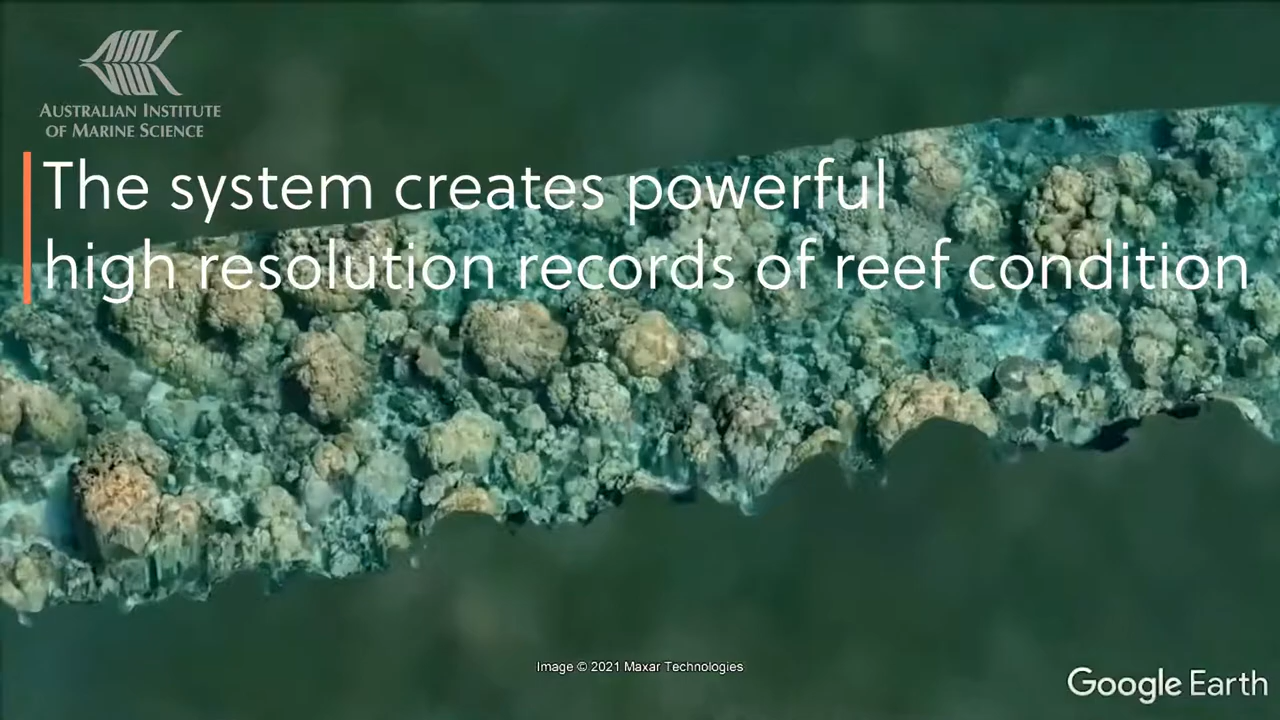 AUSTRALIAN INSTITUTE
OF MARINE SCIENCE
The system creates powerful
high resolution records of reef condition
Image © 2021 Maxar Technologies
Google Earth